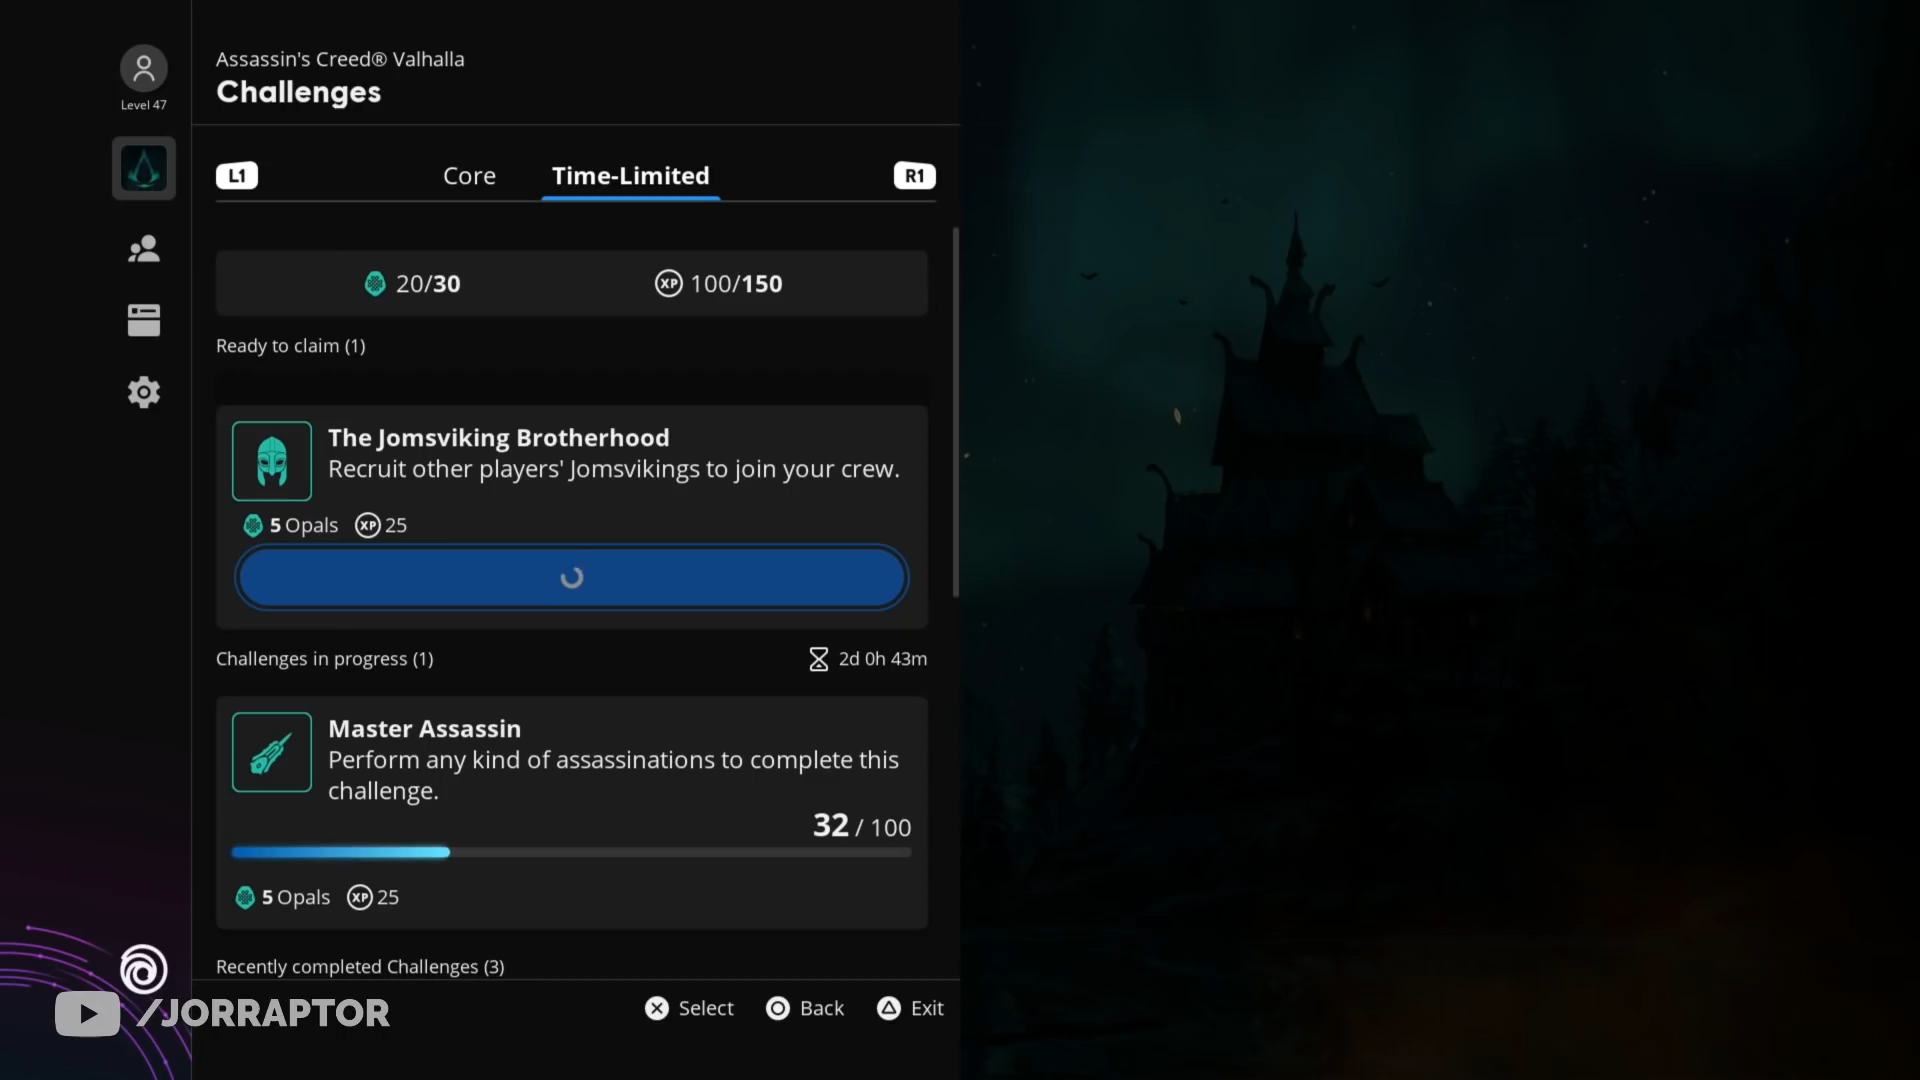 Level 47
Assassin's Creed® Valhalla
Challenges
L1
Core
Time-Limited
R1
20/30
XP 100/150
Ready to claim (1)
The Jomsviking Brotherhood
Recruit other players' Jomsvikings to join your crew.
5 Opals XP 25
Challenges in progress (1)
2d 0h 43m
Master Assassin
Perform any kind of assassinations to complete this
challenge.
32 / 100
5 Opals XP 25
Recently completed Challenges (3)
Select
Back
Exit
/JORRAPTOR